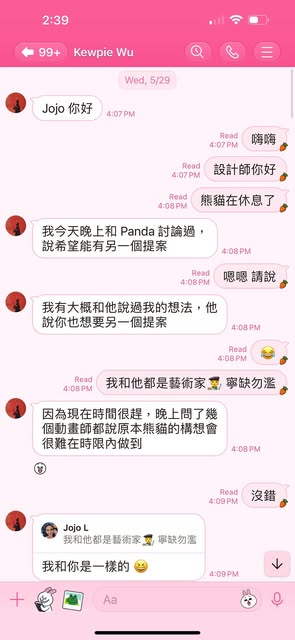 2:39
99+ Kewpie Wu
Wed, 5/29
Jojo 你好
4:07 PM
Read
4:07 PM
嗨嗨
Read
4:07 PM
設計師你好
Read
4:08 PM
熊貓在休息了
我今天晚上和 Panda 討論過，
說希望能有另一個提案
4:08 PM
Read
4:08 PM
嗯嗯 請說
我有大概和他說過我的想法，他
說你也想要另一個提案
4:08 PM
Read
4:08 PM
😂
Read
4:08 PM
我和他都是藝術家🧑‍🎨 寧缺勿濫
因為現在時間很趕，晚上問了幾
個動畫師都說原本熊貓的構想會
很難在時限內做到
4:08 PM
Read
4:09 PM
沒錯
Jojo L
我和他都是藝術家🧑‍🎨 寧缺勿濫
我和你是一樣的 😄
4:09 PM
Aa